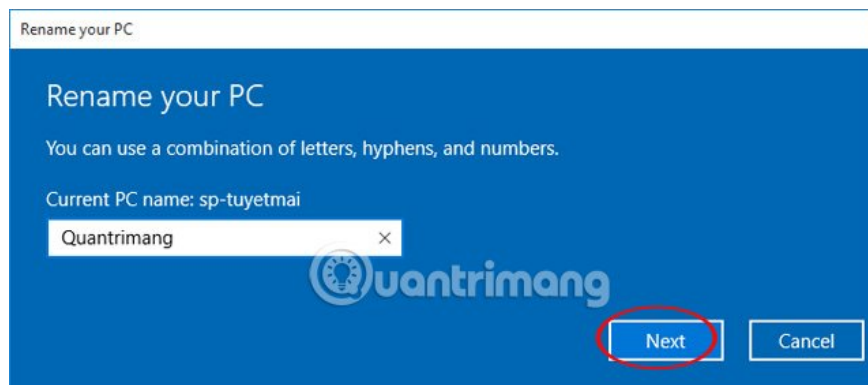 Rename your PC
Rename your PC
You can use a combination of letters, hyphens, and numbers.
Current PC name: sp-tuyetmai
Quantrimang
Quantrimang
Next Cancel